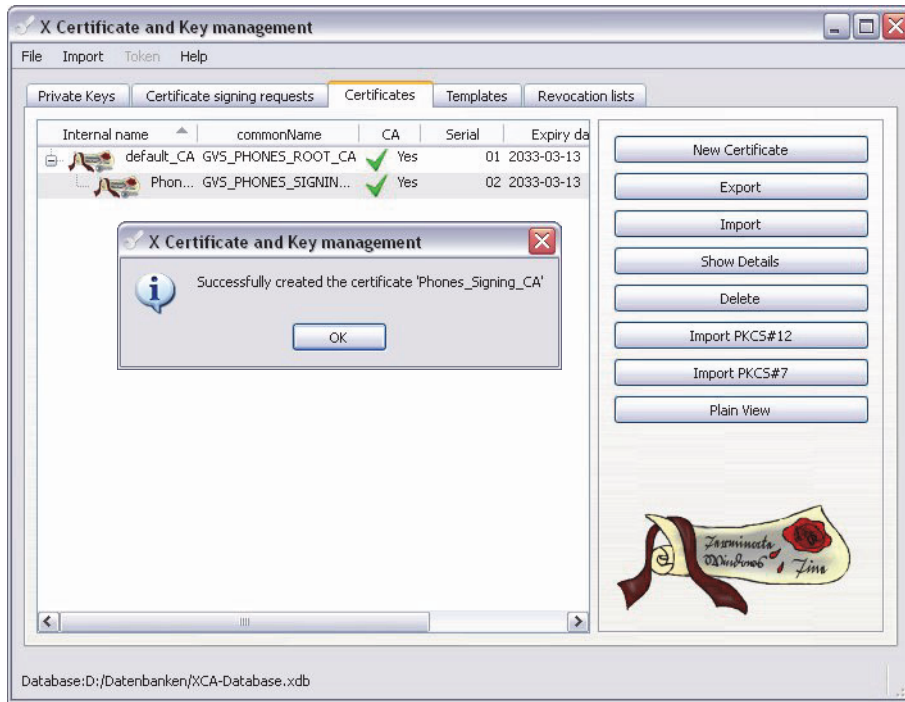 X Certificate and Key management
File Import Token Help
Private Keys Certificate signing requests Certificates Templates Revocation lists
Internal name commonName CA Serial Expiry da
default_CA GVS_PHONES_ROOT_CA Yes 01 2033-03-13
Phon... GVS_PHONES_SIGNIN... Yes 02 2033-03-13
X Certificate and Key management
Successfully created the certificate 'Phones_Signing_CA'
OK
New Certificate
Export
Import
Show Details
Delete
Import PKCS#12
Import PKCS#7
Plain View
Windows
Database:D:/Datenbanken/XCA-Database.xdb